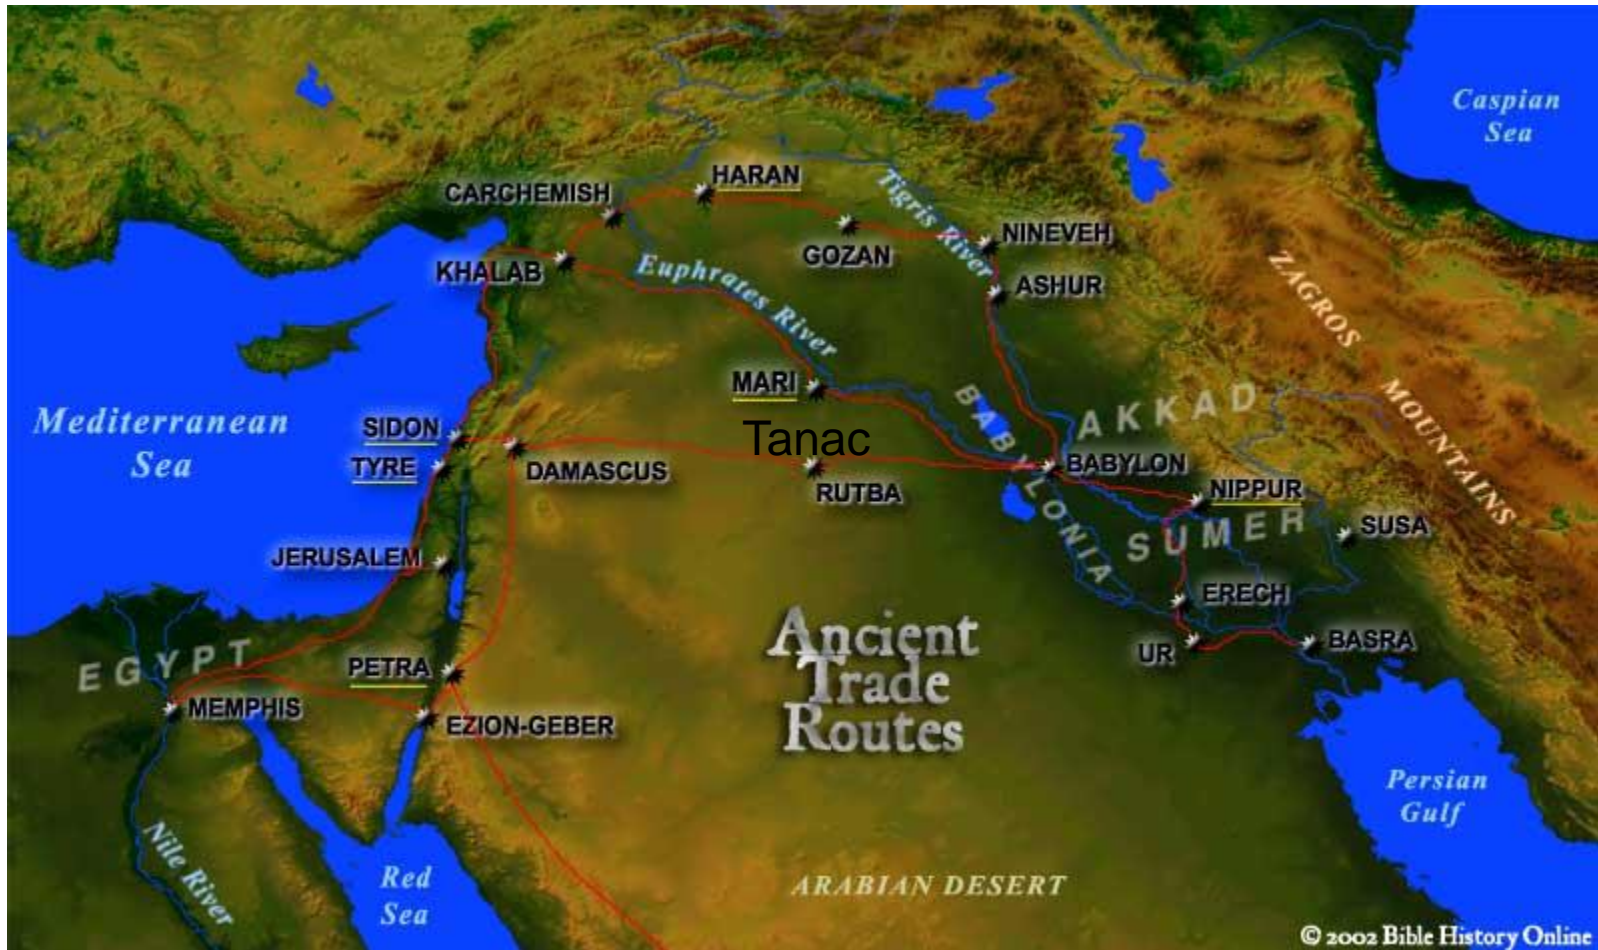 Caspian
Sea
HARAN
CARCHEMISH
Tigris River
NINEVEH
GOZAN
KHALAB
Euphrates River
ASHUR
ZAGROS
MOUNTAINS
MARI
BABYLONIA
AKKAD
Mediterranean
Sea
SIDON
Tanac
TYRE
DAMASCUS
BABYLON
RUTBA
NIPPUR
SUMER
SUSA
JERUSALEM
ERECH
Ancient
Trade
Routes
UR
BASRA
EGYPT
PETRA
MEMPHIS
EZION-GEBER
Persian
Gulf
Nile River
Red
Sea
ARABIAN DESERT
© 2002 Bible History Online